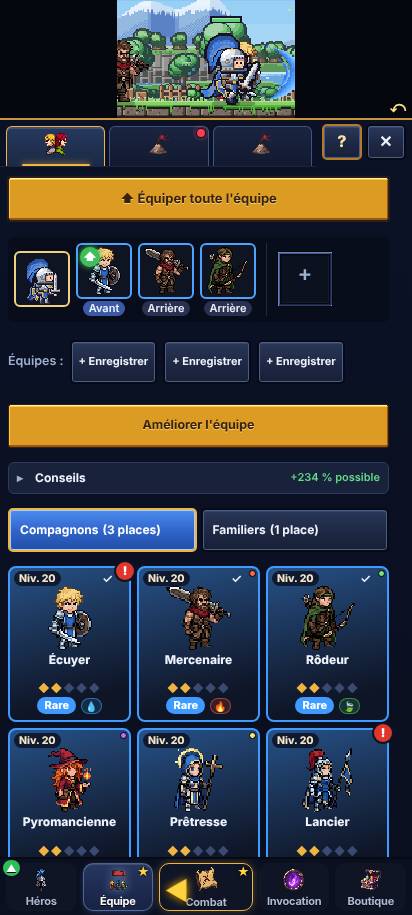 ?
×
Équiper toute l'équipe
Avant
Arrière
Arrière
+
Équipes :
+ Enregistrer
+ Enregistrer
+ Enregistrer
Améliorer l'équipe
► Conseils
+234 % possible
Compagnons (3 places)
Familiers (1 place)
Niv. 20
!
Niv. 20
Niv. 20
Écuyer
Mercenaire
Rôdeur
Rare
Rare
Rare
Niv. 20
Niv. 20
Niv. 20
!
Pyromancienne
Prêtresse
Lancier
Héros
Équipe
Combat
Invocation
Boutique